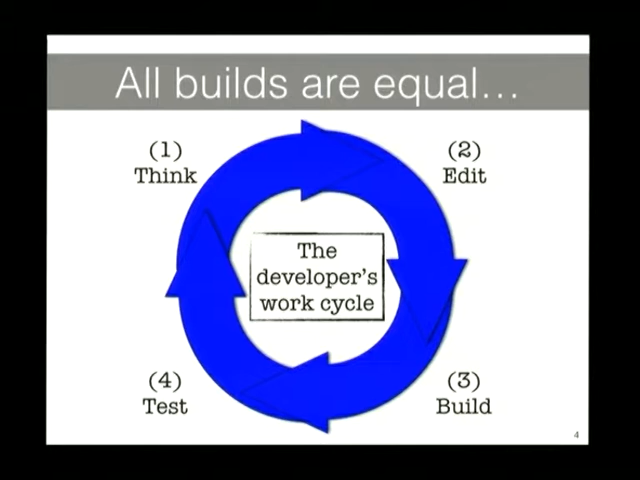 All builds are equal…
(1)
Think
(2)
Edit
The
developer's
work cycle
(4)
Test
(3)
Build
4